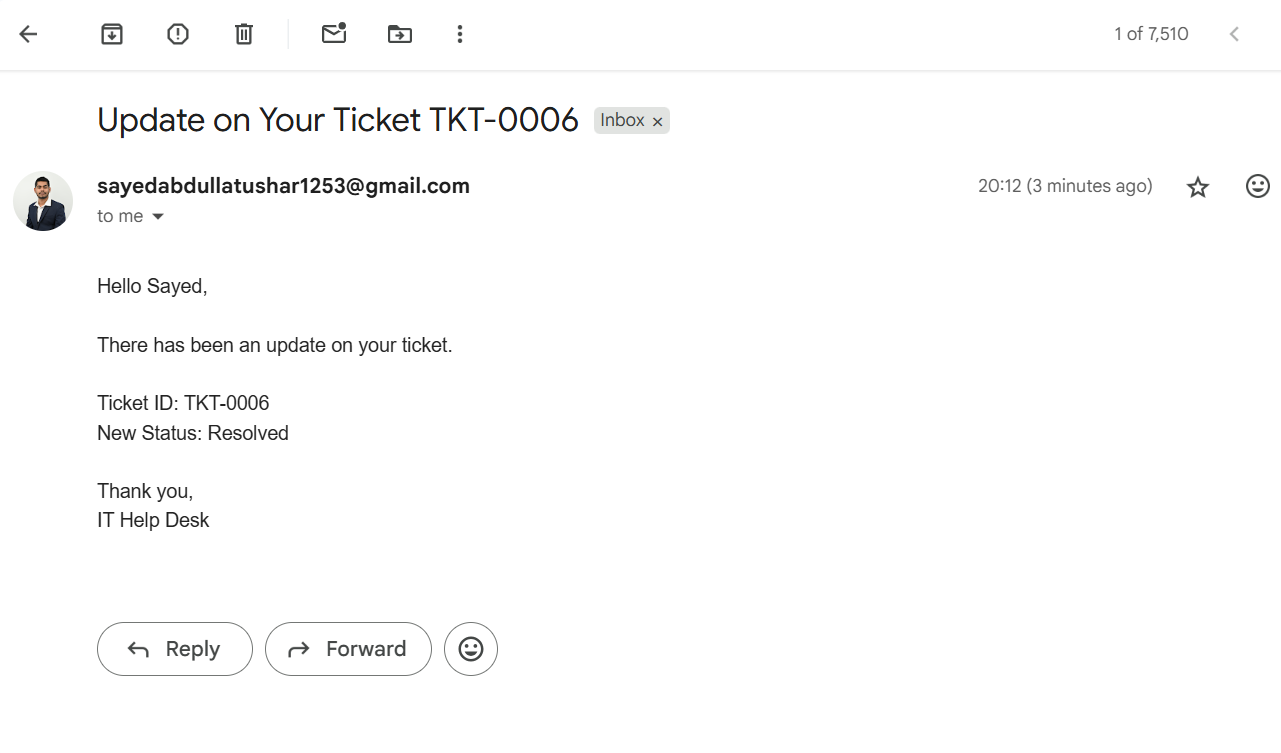 1 of 7,510
Update on Your Ticket TKT-0006 Inbox ×
sayedabdullatushar1253@gmail.com 20:12 (3 minutes ago)
to me
Hello Sayed,
There has been an update on your ticket.
Ticket ID: TKT-0006
New Status: Resolved
Thank you,
IT Help Desk
Reply Forward